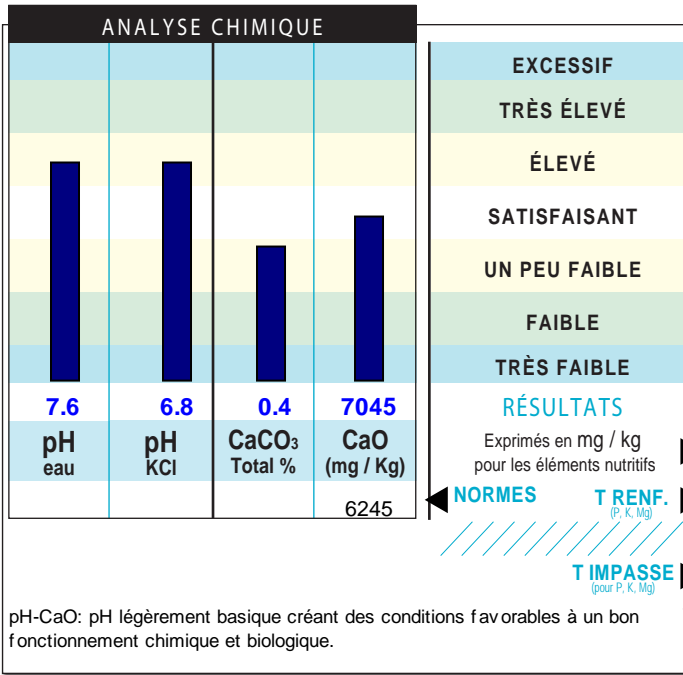 ANALYSE CHIMIQUE
EXCESSIF
TRÈS ÉLEVÉ
ÉLEVÉ
SATISFAISANT
UN PEU FAIBLE
FAIBLE
TRÈS FAIBLE
7.6 6.8 0.4 7045 RÉSULTATS
pH eau
pH KCl
CaCO₃ Total %
CaO (mg / Kg)
Exprimés en mg / kg
pour les éléments nutritifs
6245
NORMES
T RENF.
(P, K, Mg)
T IMPASSE
(pour P, K, Mg)
pH-CaO: pH légèrement basique créant des conditions favorables à un bon
fonctionnement chimique et biologique.